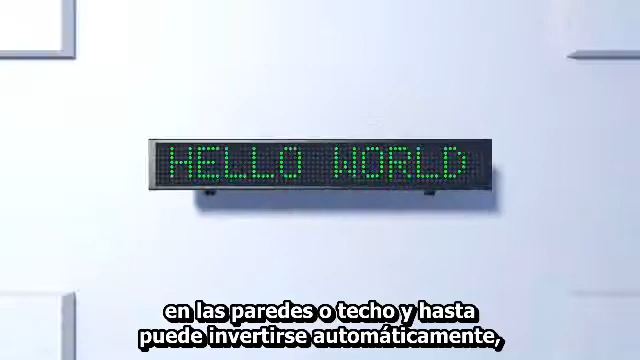 HELLO WORLD
en las paredes o techo y hasta
puede invertirse automáticamente,